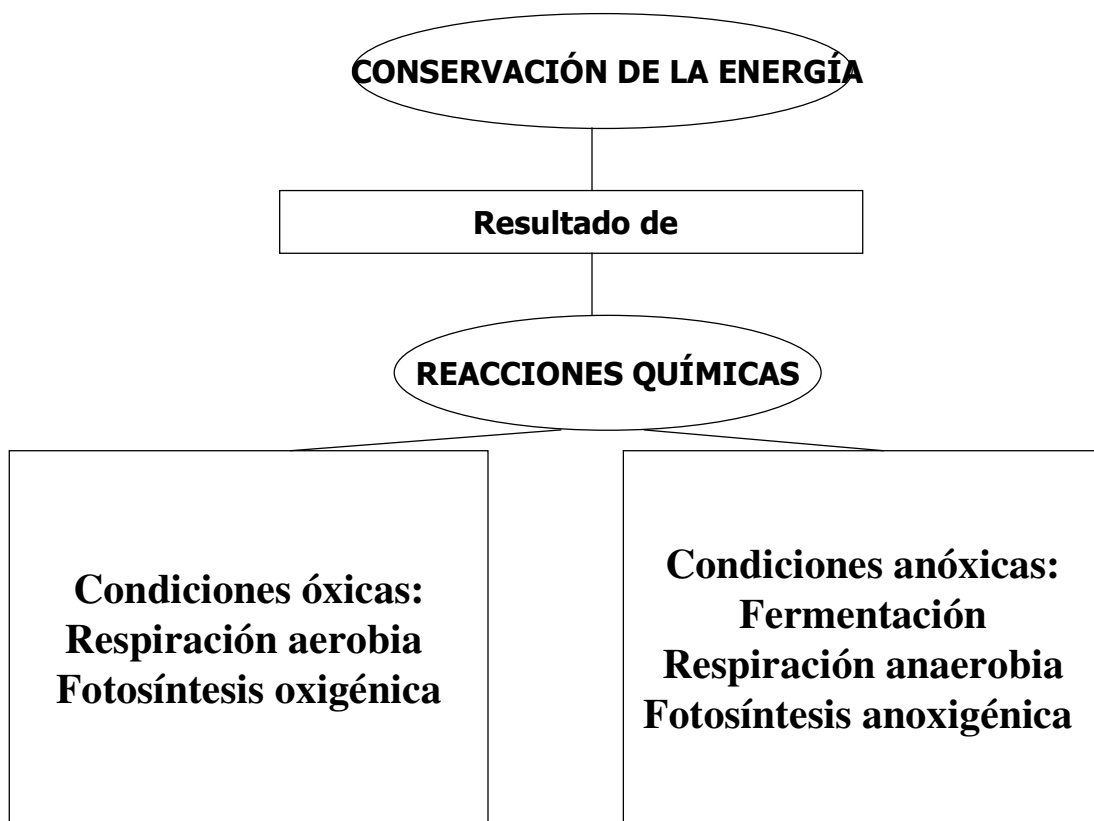 CONSERVACIÓN DE LA ENERGÍA
Resultado de
REACCIONES QUÍMICAS
Condiciones óxicas:
Respiración aerobia
Fotosíntesis oxigénica
Condiciones anóxicas:
Fermentación
Respiración anaerobia
Fotosíntesis anoxigénica